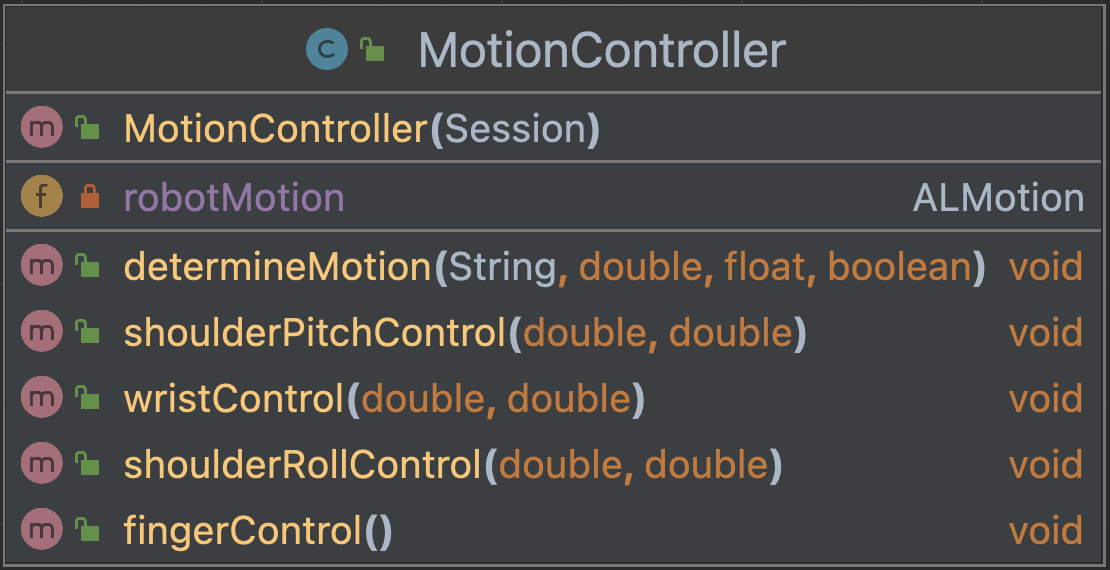 C MotionController
m MotionController(Session)
f robotMotion ALMotion
m determineMotion(String, double, float, boolean) void
m shoulderPitchControl(double, double) void
m wristControl(double, double) void
m shoulderRollControl(double, double) void
m fingerControl() void